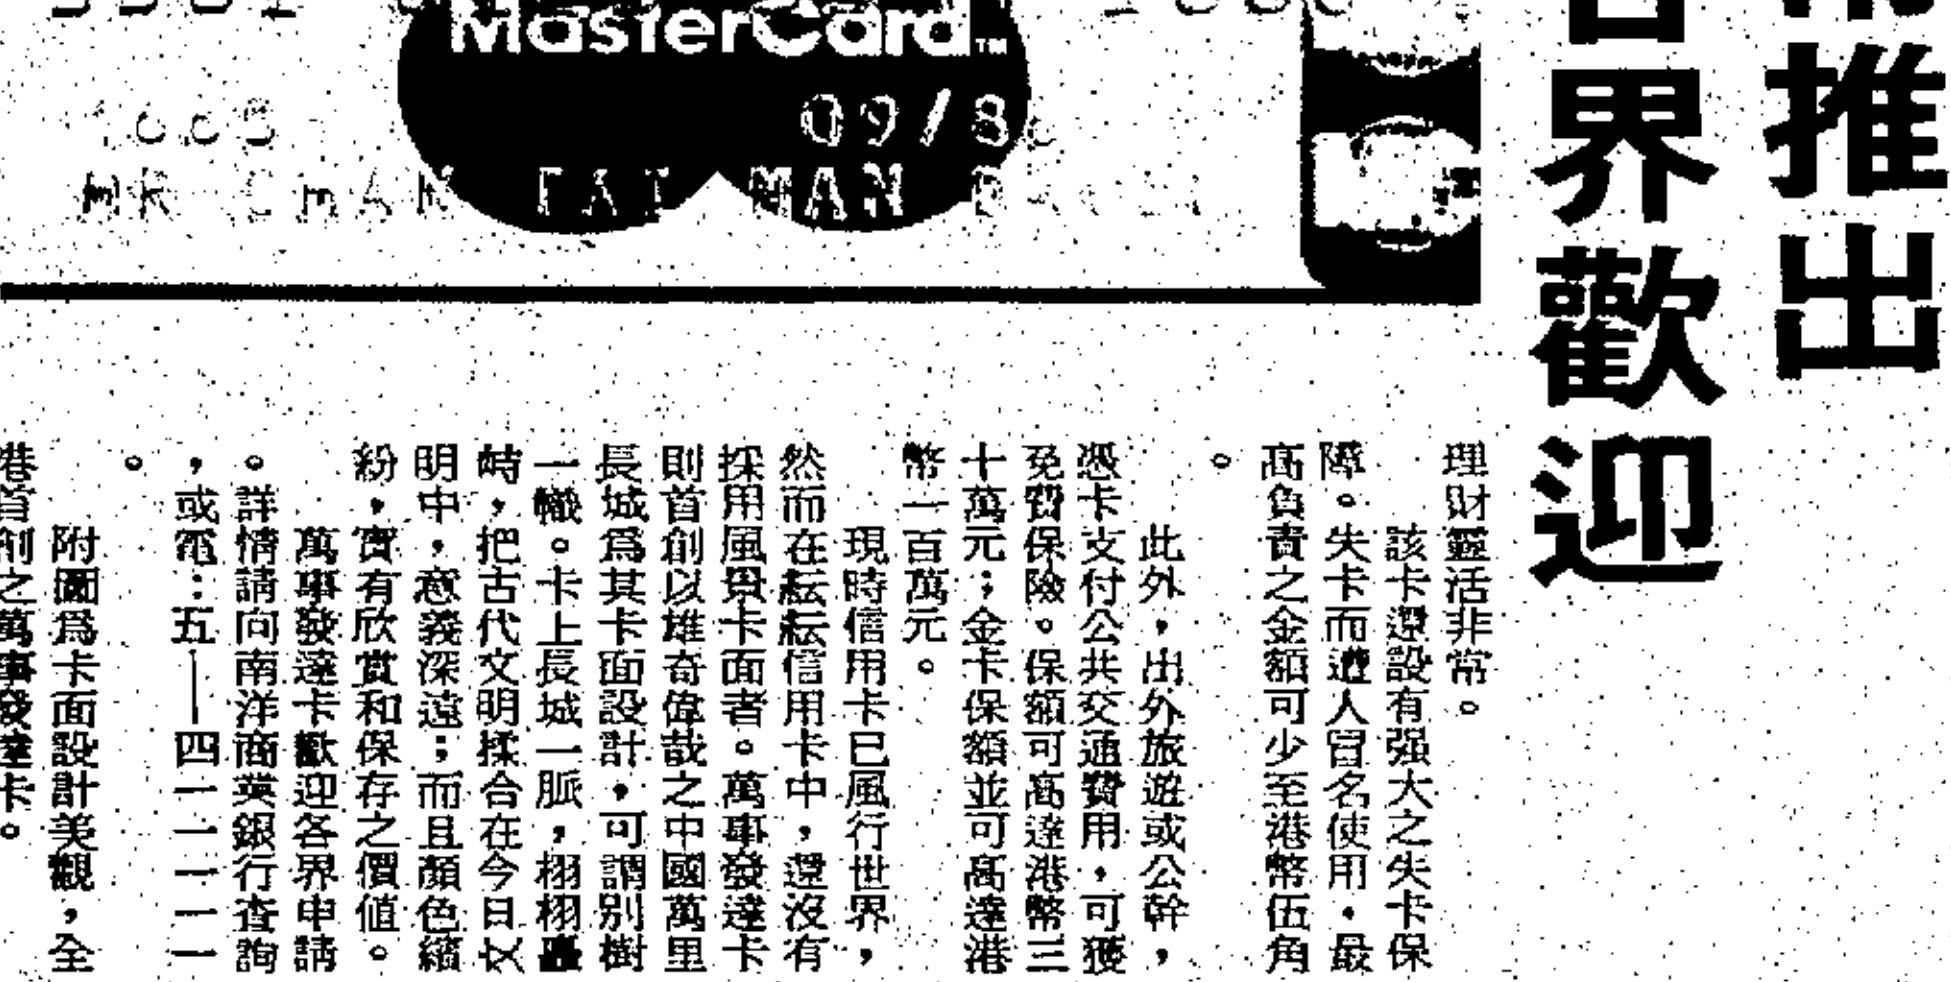 推出
界歡迎
MasterCard™
09/8
MR CHAN FAT MAN
理財靈活非常。
該卡還設有强大之失卡保
障。失卡而遭人冒名使用,最
高負責之金額可少至港幣伍角
。
此外,出外旅遊或公幹,
憑卡支付公共交通費用,可獲
免費保險。保額可高達港幣三
十萬元;金卡保額並可高達港
幣一百萬元。
現時信用卡已風行世界,
然而在紜紜信用卡中,還沒有
採用風景卡面者。萬事發達卡
則首創以雄奇偉哉之中國萬里
長城爲其卡面設計,可謂别樹
一幟。卡上長城一脈,栩栩
時,把古代文明揉合在今日文
明中,意義深遠;而且顏色繽
紛,實有欣賞和保存之價值。
萬事發達卡歡迎各界申請
。詳情請向南洋商業銀行查詢
,或電:五—四一一一一一
。
附圖爲卡面設計美觀,全
港首創之萬事發達卡。